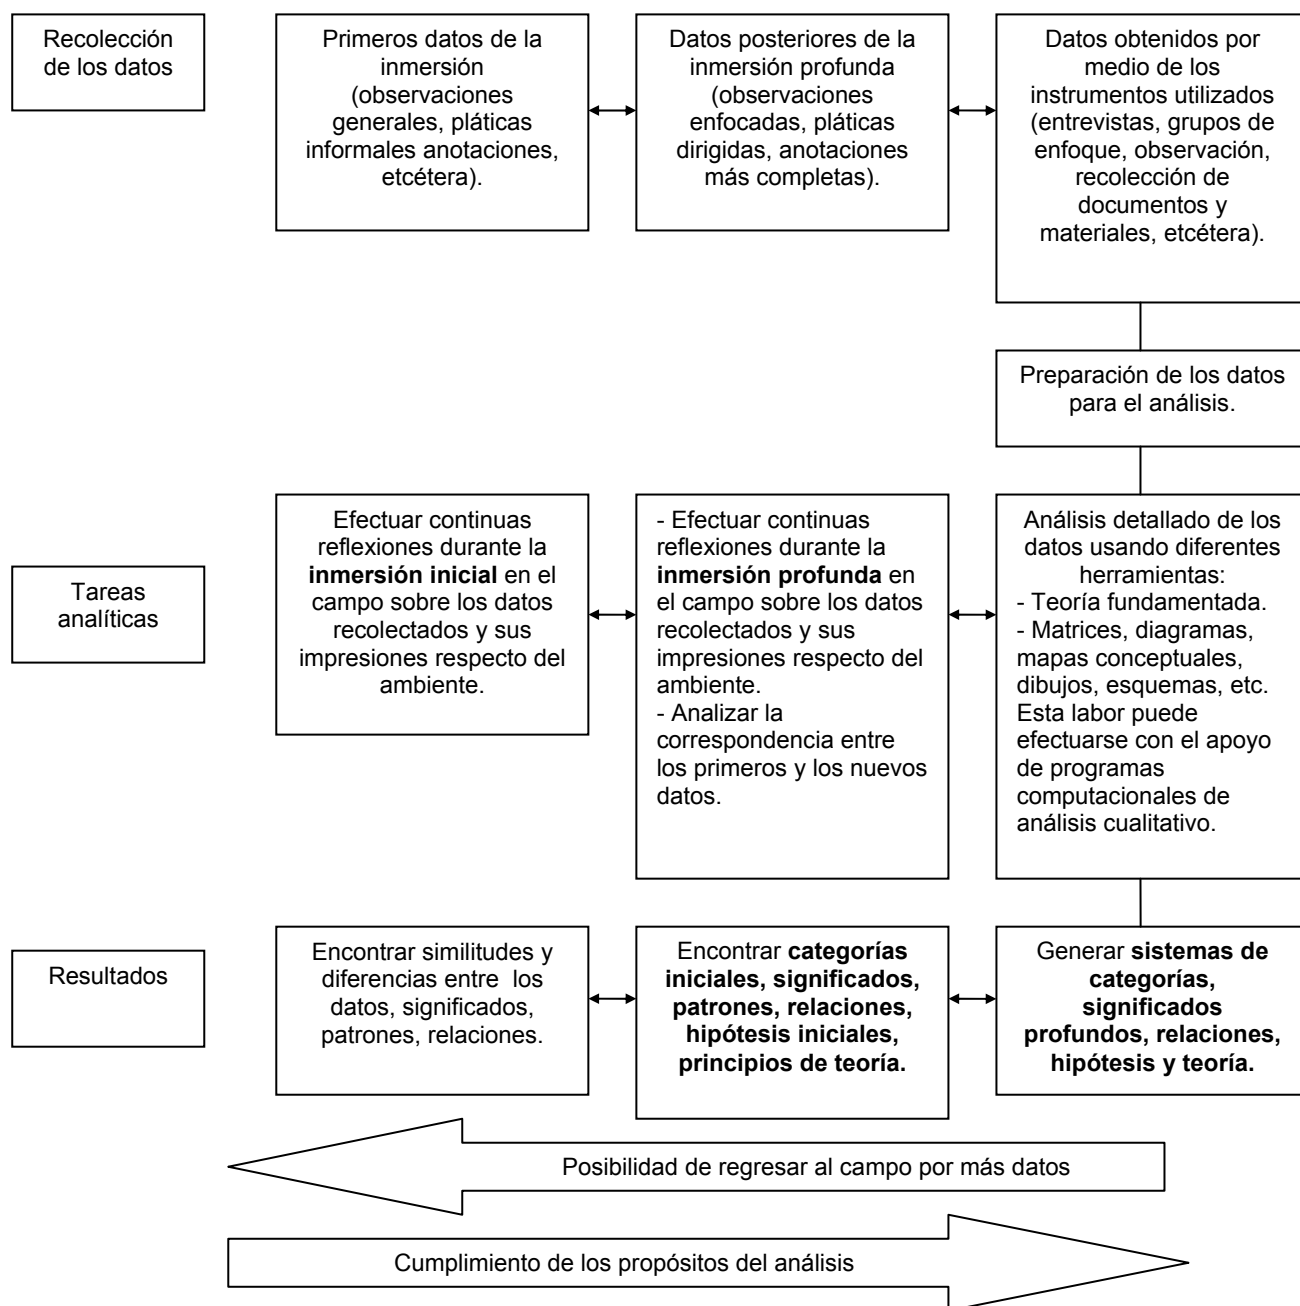 Recolección
de los datos
Primeros datos de la
inmersión
(observaciones
generales, pláticas
informales anotaciones,
etcétera).
Datos posteriores de la
inmersión profunda
(observaciones
enfocadas, pláticas
dirigidas, anotaciones
más completas).
Datos obtenidos por
medio de los
instrumentos utilizados
(entrevistas, grupos de
enfoque, observación,
recolección de
documentos y
materiales, etcétera).
Preparación de los datos
para el análisis.
Tareas
analíticas
Efectuar continuas
reflexiones durante la
inmersión inicial en el
campo sobre los datos
recolectados y sus
impresiones respecto del
ambiente.
- Efectuar continuas
reflexiones durante la
inmersión profunda en
el campo sobre los datos
recolectados y sus
impresiones respecto del
ambiente.
- Analizar la
correspondencia entre
los primeros y los nuevos
datos.
Análisis detallado de los
datos usando diferentes
herramientas:
- Teoría fundamentada.
- Matrices, diagramas,
mapas conceptuales,
dibujos, esquemas, etc.
Esta labor puede
efectuarse con el apoyo
de programas
computacionales de
análisis cualitativo.
Resultados
Encontrar similitudes y
diferencias entre los
datos, significados,
patrones, relaciones.
Encontrar categorías
iniciales, significados,
patrones, relaciones,
hipótesis iniciales,
principios de teoría.
Generar sistemas de
categorías,
significados
profundos, relaciones,
hipótesis y teoría.
Posibilidad de regresar al campo por más datos
Cumplimiento de los propósitos del análisis